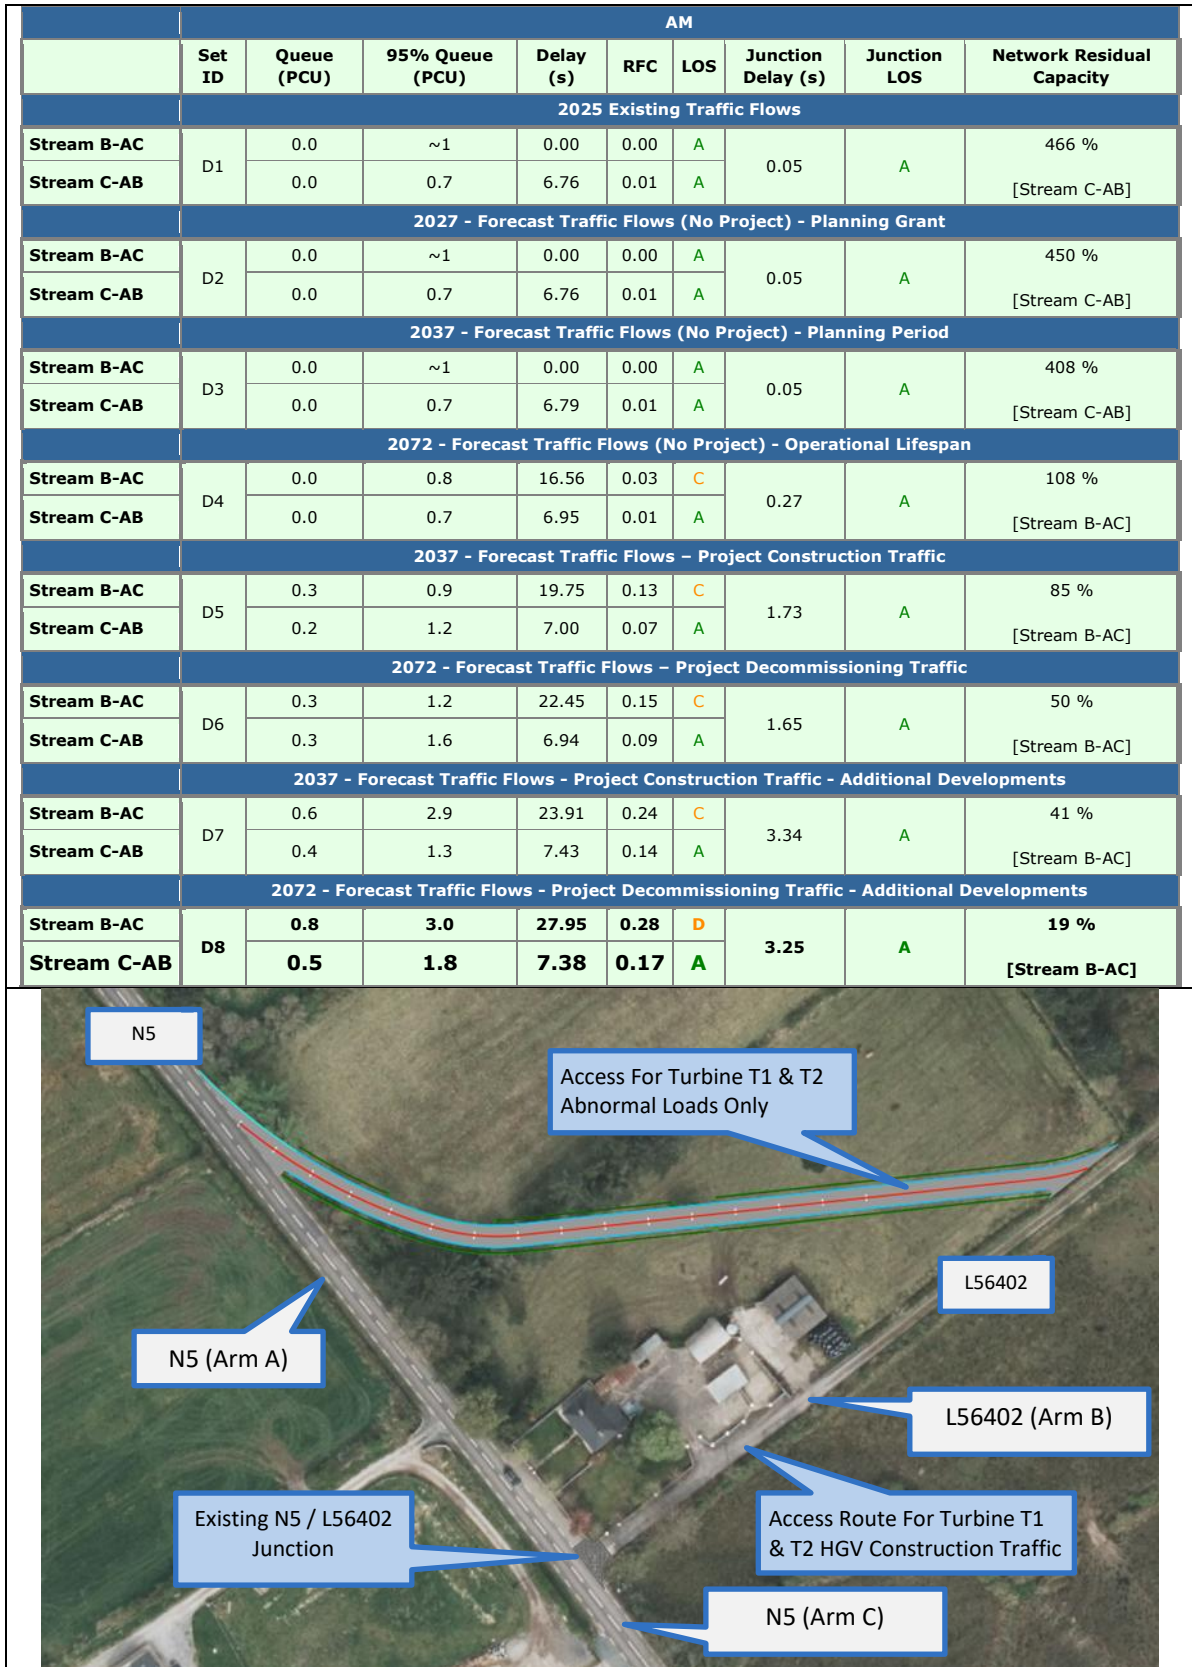 AM
Set ID Queue (PCU) 95% Queue (PCU) Delay (s) RFC LOS Junction Delay (s) Junction LOS Network Residual Capacity
2025 Existing Traffic Flows
Stream B-AC D1 0.0 ~1 0.00 0.00 A 0.05 A 466 %
Stream C-AB 0.0 0.7 6.76 0.01 A [Stream C-AB]
2027 - Forecast Traffic Flows (No Project) - Planning Grant
Stream B-AC D2 0.0 ~1 0.00 0.00 A 0.05 A 450 %
Stream C-AB 0.0 0.7 6.76 0.01 A [Stream C-AB]
2037 - Forecast Traffic Flows (No Project) - Planning Period
Stream B-AC D3 0.0 ~1 0.00 0.00 A 0.05 A 408 %
Stream C-AB 0.0 0.7 6.79 0.01 A [Stream C-AB]
2072 - Forecast Traffic Flows (No Project) - Operational Lifespan
Stream B-AC D4 0.0 0.8 16.56 0.03 C 0.27 A 108 %
Stream C-AB 0.0 0.7 6.95 0.01 A [Stream B-AC]
2037 - Forecast Traffic Flows – Project Construction Traffic
Stream B-AC D5 0.3 0.9 19.75 0.13 C 1.73 A 85 %
Stream C-AB 0.2 1.2 7.00 0.07 A [Stream B-AC]
2072 - Forecast Traffic Flows – Project Decommissioning Traffic
Stream B-AC D6 0.3 1.2 22.45 0.15 C 1.65 A 50 %
Stream C-AB 0.3 1.6 6.94 0.09 A [Stream B-AC]
2037 - Forecast Traffic Flows - Project Construction Traffic - Additional Developments
Stream B-AC D7 0.6 2.9 23.91 0.24 C 3.34 A 41 %
Stream C-AB 0.4 1.3 7.43 0.14 A [Stream B-AC]
2072 - Forecast Traffic Flows - Project Decommissioning Traffic - Additional Developments
Stream B-AC D8 0.8 3.0 27.95 0.28 D 3.25 A 19 %
Stream C-AB 0.5 1.8 7.38 0.17 A [Stream B-AC]
N5
Access For Turbine T1 & T2
Abnormal Loads Only
L56402
N5 (Arm A)
L56402 (Arm B)
Existing N5 / L56402
Junction
Access Route For Turbine T1
& T2 HGV Construction Traffic
N5 (Arm C)